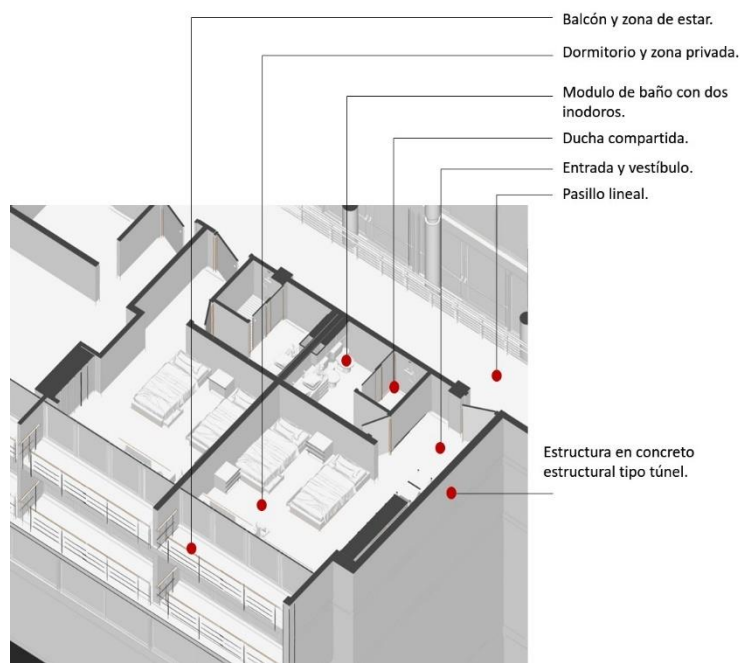 Balcón y zona de estar.
Dormitorio y zona privada.
Modulo de baño con dos
inodoros.
Ducha compartida.
Entrada y vestíbulo.
Pasillo lineal.
Estructura en concreto
estructural tipo túnel.